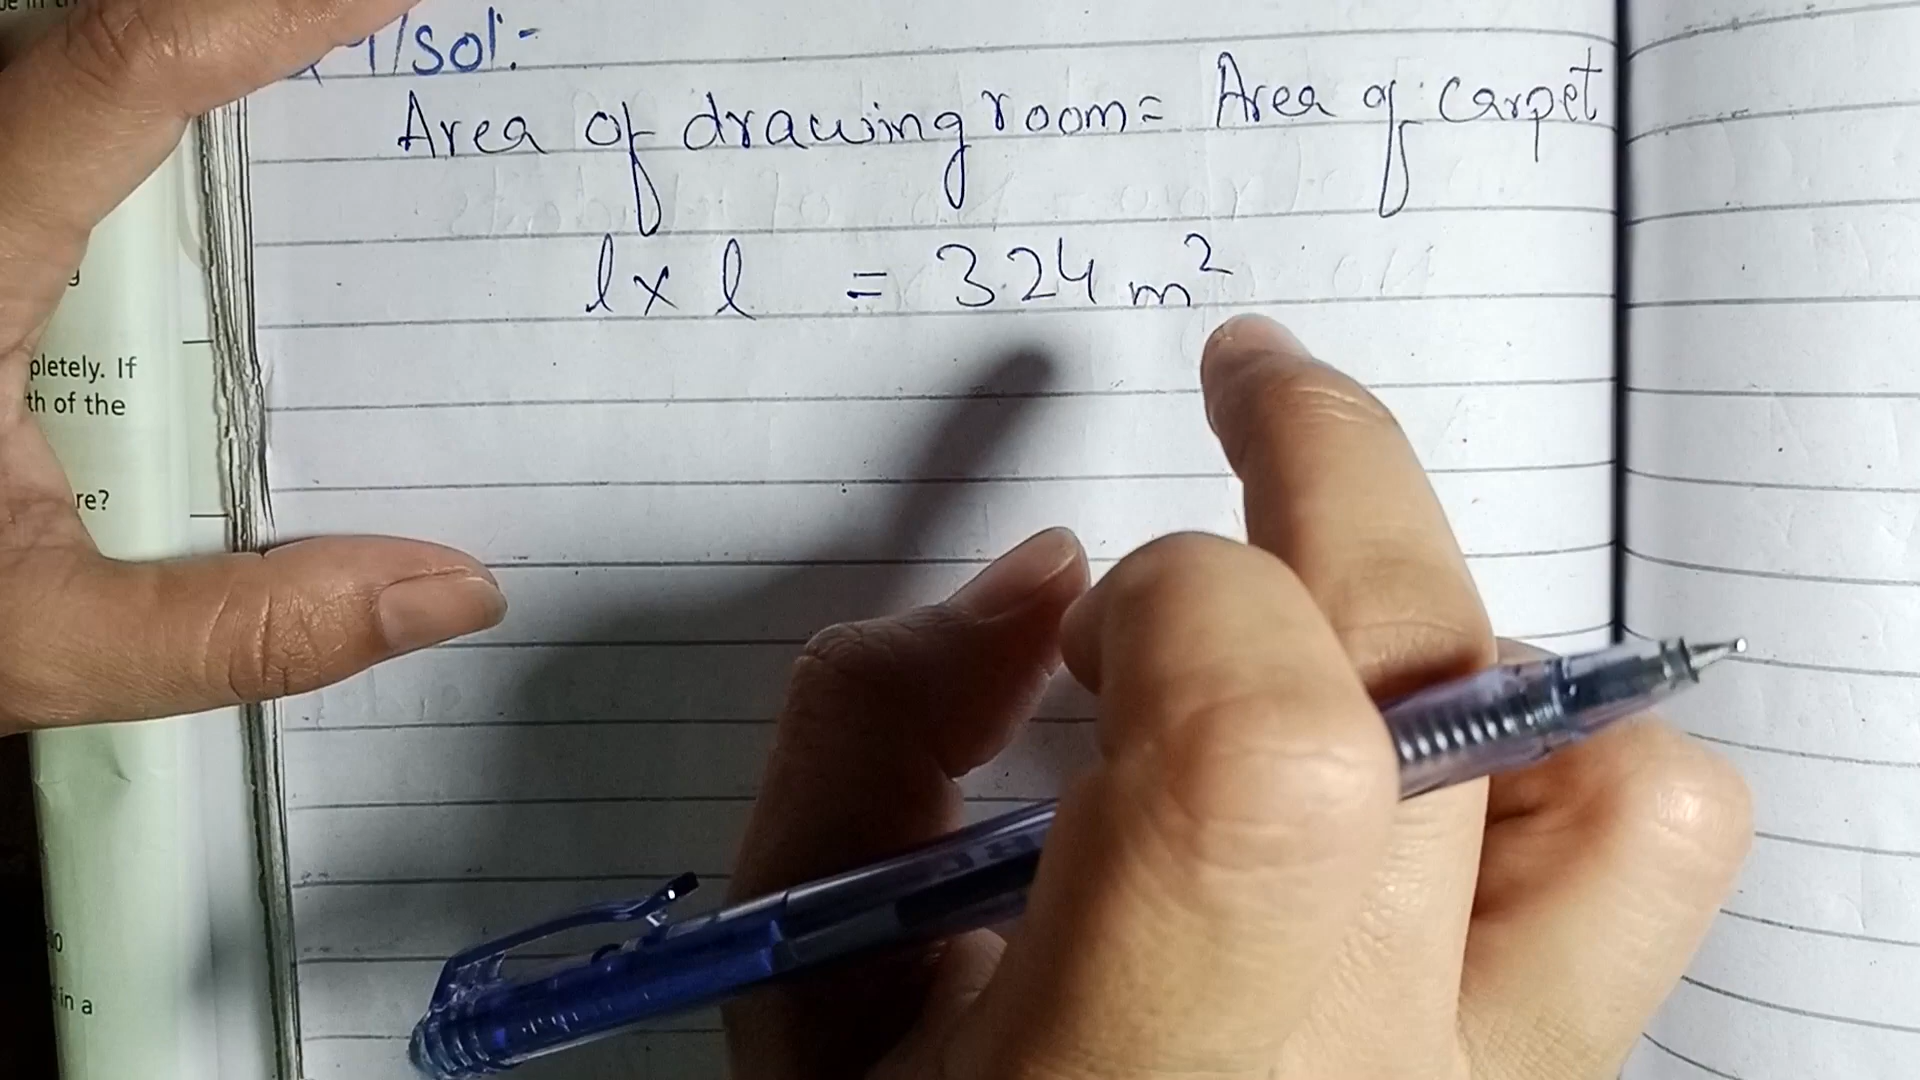 /Sol:-
Area of drawing room = Area of carpet
l x l = 324 m²
pletely. If
th of the
re?
in a